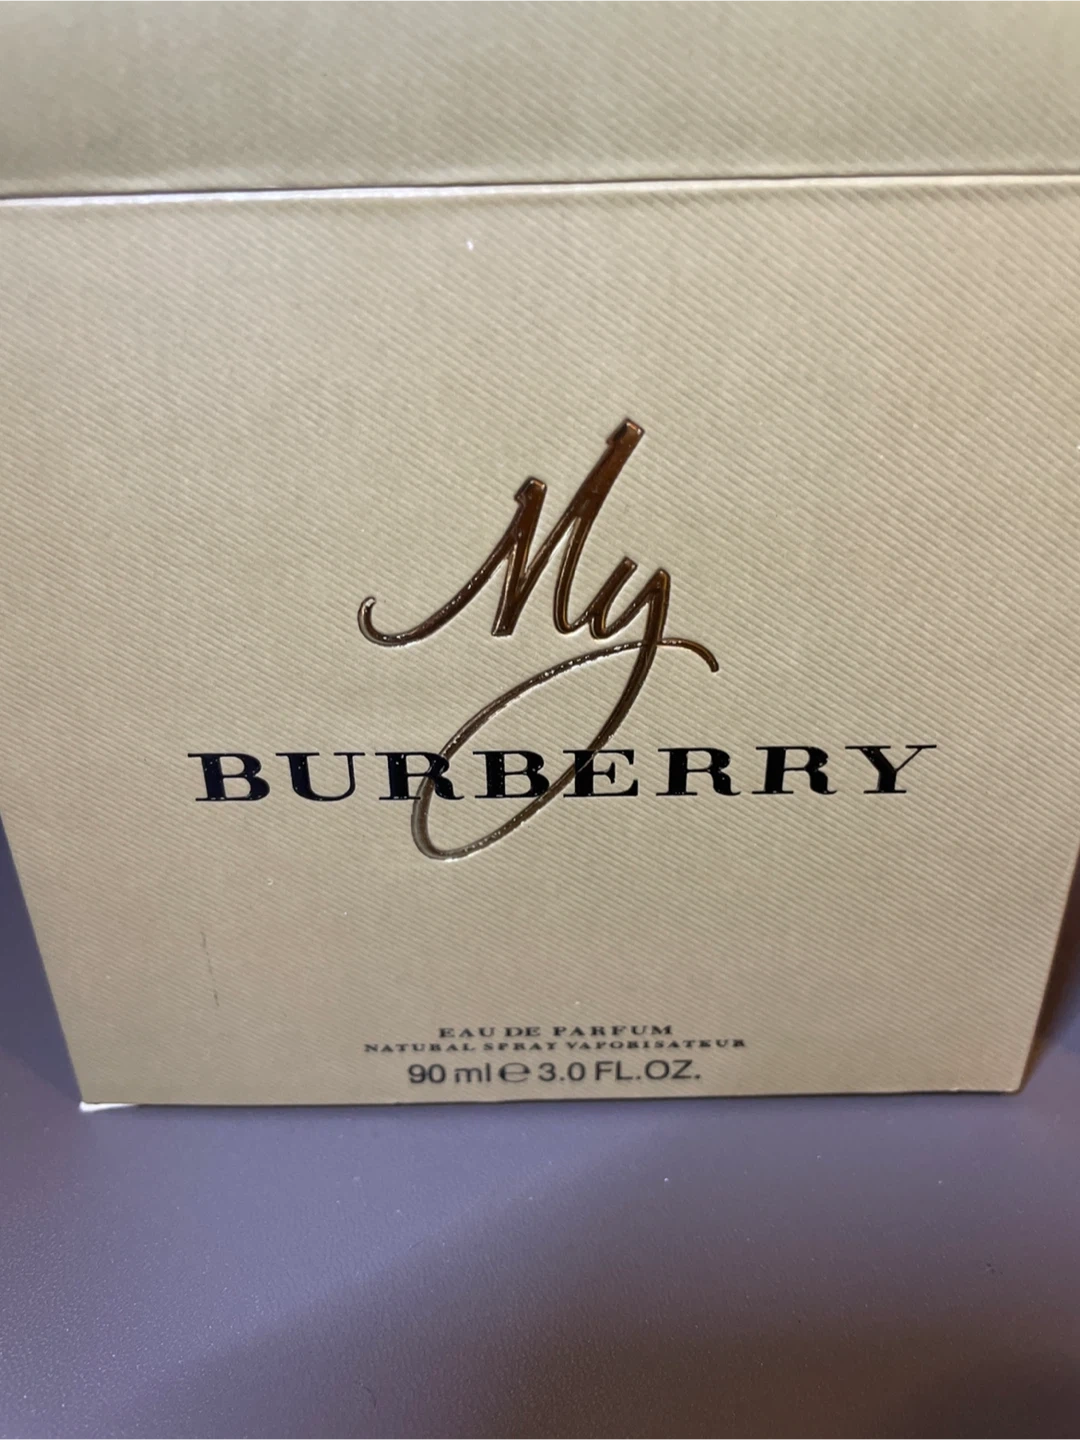 My
BURBERRY
EAU DE PARFUM
NATURAL SPRAY VAPORISATEUR
90 ml ℮ 3.0 FL.OZ.